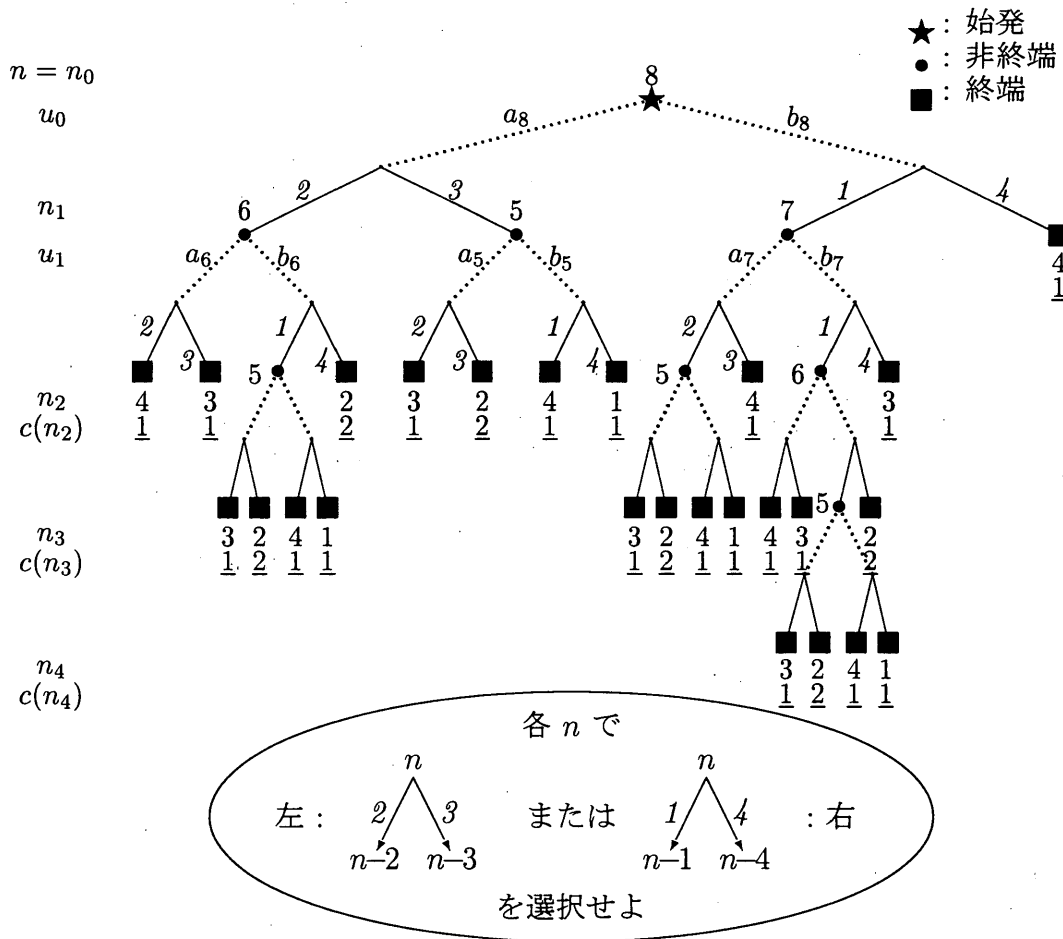 ★ : 始発
● : 非終端
■ : 終端
n = n₀ 8
u₀ a₈ b₈
2 3 1 4
n₁ 6 5 7
u₁ a₆ b₆ a₅ b₅ a₇ b₇
4
1
2 3 1 4 2 3 1 4 2 3 1 4
5 5 6
n₂ 4 3 2 3 2 4 1 4 3
c(n₂) 1 1 2 1 2 1 1 1 1
5
n₃ 3 2 4 1 3 2 4 1 4 3 2
c(n₃) 1 2 1 1 1 2 1 1 1 1 2
n₄ 3 2 4 1
c(n₄) 1 2 1 1
各 n で
n n
左 : 2 3 または 1 4 : 右
n−2 n−3 n−1 n−4
を選択せよ